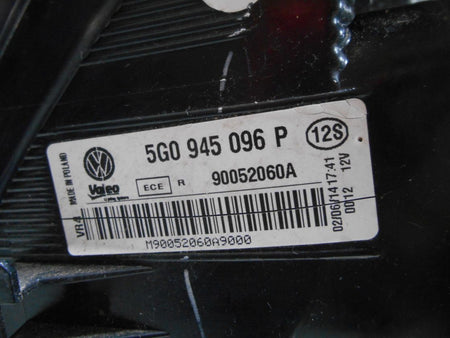 MADE IN POLAND
5G0 945 096 P
12S
Valeo
ECE R 90052060A
VR4
M90052060A9000
02/06/14 17:41
0012 12V